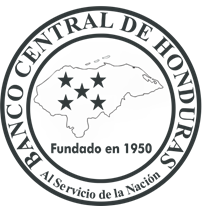 BANCO CENTRAL DE HONDURAS
Fundado en 1950
Al Servicio de la Nación